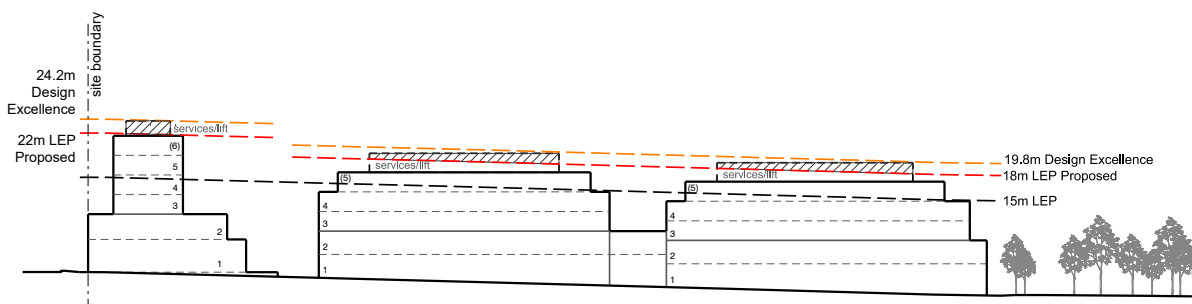 site boundary
24.2m
Design
Excellence
22m LEP
Proposed
services/lift
(6)
5
4
3
2
1
services/lift
(5)
4
3
2
1
services/lift
(5)
4
3
2
1
19.8m Design Excellence
18m LEP Proposed
15m LEP